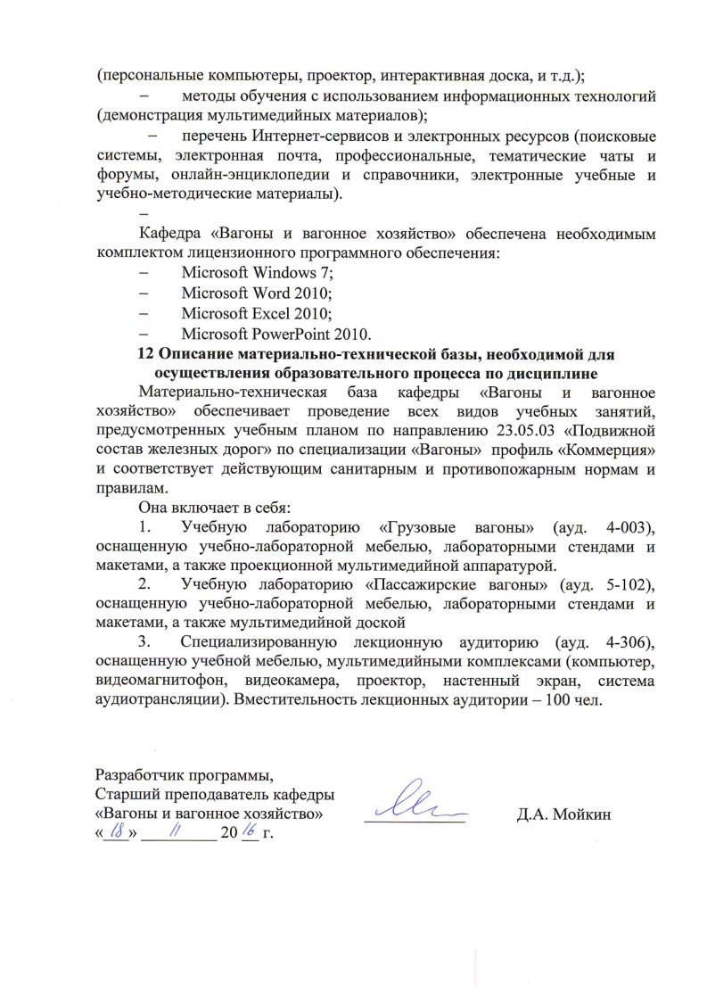 (персональные компьютеры, проектор, интерактивная доска, и т.д.);
– методы обучения с использованием информационных технологий
(демонстрация мультимедийных материалов);
– перечень Интернет-сервисов и электронных ресурсов (поисковые
системы, электронная почта, профессиональные, тематические чаты и
форумы, онлайн-энциклопедии и справочники, электронные учебные и
учебно-методические материалы).
–
Кафедра «Вагоны и вагонное хозяйство» обеспечена необходимым
комплектом лицензионного программного обеспечения:
– Microsoft Windows 7;
– Microsoft Word 2010;
– Microsoft Excel 2010;
– Microsoft PowerPoint 2010.
12 Описание материально-технической базы, необходимой для
осуществления образовательного процесса по дисциплине
Материально-техническая база кафедры «Вагоны и вагонное
хозяйство» обеспечивает проведение всех видов учебных занятий,
предусмотренных учебным планом по направлению 23.05.03 «Подвижной
состав железных дорог» по специализации «Вагоны» профиль «Коммерция»
и соответствует действующим санитарным и противопожарным нормам и
правилам.
Она включает в себя:
1. Учебную лабораторию «Грузовые вагоны» (ауд. 4-003),
оснащенную учебно-лабораторной мебелью, лабораторными стендами и
макетами, а также проекционной мультимедийной аппаратурой.
2. Учебную лабораторию «Пассажирские вагоны» (ауд. 5-102),
оснащенную учебно-лабораторной мебелью, лабораторными стендами и
макетами, а также мультимедийной доской
3. Специализированную лекционную аудиторию (ауд. 4-306),
оснащенную учебной мебелью, мультимедийными комплексами (компьютер,
видеомагнитофон, видеокамера, проектор, настенный экран, система
аудиотрансляции). Вместительность лекционных аудитории – 100 чел.
Разработчик программы,
Старший преподаватель кафедры
«Вагоны и вагонное хозяйство» Д.А. Мойкин
«18» 11 20 16 г.